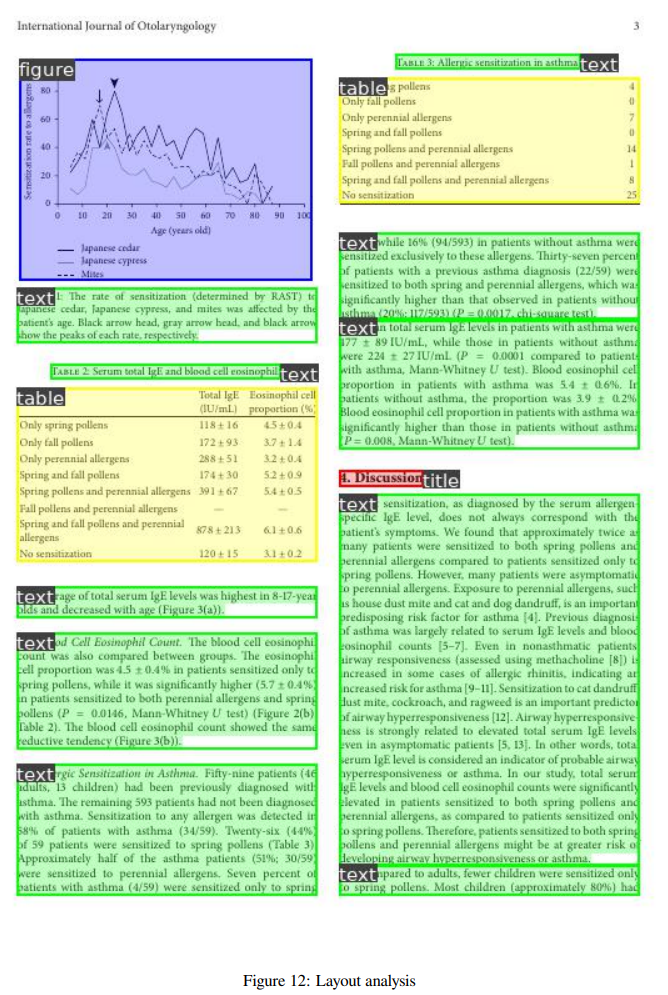 International Journal of Otolaryngology
3
figure
Sensitization rate to allergens
80
60
40
20
0
0 10 20 30 40 50 60 70 80 90 100
Age (years old)
Japanese cedar
Japanese cypress
Mites
text
1: The rate of sensitization (determined by RAST) to
Japanese cedar, Japanese cypress, and mites was affected by the
patient's age. Black arrow head, gray arrow head, and black arrow
show the peaks of each rate, respectively.
Table 2: Serum total IgE and blood cell eosinophil
text
table
Total IgE Eosinophil cell
(IU/mL) proportion (%)
Only spring pollens 118 ± 16 4.5 ± 0.4
Only fall pollens 172 ± 93 3.7 ± 1.4
Only perennial allergens 288 ± 51 3.2 ± 0.4
Spring and fall pollens 174 ± 30 5.2 ± 0.9
Spring pollens and perennial allergens 391 ± 67 5.4 ± 0.5
Fall pollens and perennial allergens — —
Spring and fall pollens and perennial
allergens 878 ± 213 6.1 ± 0.6
No sensitization 120 ± 15 3.1 ± 0.2
text
rage of total serum IgE levels was highest in 8-17-year
olds and decreased with age (Figure 3(a)).
text
od Cell Eosinophil Count. The blood cell eosinophil
count was also compared between groups. The eosinophil
cell proportion was 4.5 ± 0.4% in patients sensitized only to
spring pollens, while it was significantly higher (5.7 ± 0.4%)
in patients sensitized to both perennial allergens and spring
pollens (P = 0.0146, Mann-Whitney U test) (Figure 2(b)
Table 2). The blood cell eosinophil count showed the same
reductive tendency (Figure 3(b)).
text
rgic Sensitization in Asthma. Fifty-nine patients (46
adults, 13 children) had been previously diagnosed with
asthma. The remaining 593 patients had not been diagnosed
with asthma. Sensitization to any allergen was detected in
58% of patients with asthma (34/59). Twenty-six (44%)
of 59 patients were sensitized to spring pollens (Table 3)
Approximately half of the asthma patients (51%; 30/59)
were sensitized to perennial allergens. Seven percent of
patients with asthma (4/59) were sensitized only to spring
Table 3: Allergic sensitization in asthma
text
table
g pollens 4
Only fall pollens 0
Only perennial allergens 7
Spring and fall pollens 0
Spring pollens and perennial allergens 14
Fall pollens and perennial allergens 1
Spring and fall pollens and perennial allergens 8
No sensitization 25
text
while 16% (94/593) in patients without asthma were
sensitized exclusively to these allergens. Thirty-seven percent
of patients with a previous asthma diagnosis (22/59) were
sensitized to both spring and perennial allergens, which was
significantly higher than that observed in patients without
asthma (20%; 117/593) (P = 0.0017, chi-square test).
text
n total serum IgE levels in patients with asthma were
377 ± 89 IU/mL, while those in patients without asthma
were 224 ± 27 IU/mL (P = 0.0001 compared to patients
with asthma, Mann-Whitney U test). Blood eosinophil cell
proportion in patients with asthma was 5.4 ± 0.6%. In
patients without asthma, the proportion was 3.9 ± 0.2%
Blood eosinophil cell proportion in patients with asthma was
significantly higher than those in patients without asthma
(P = 0.008, Mann-Whitney U test).
4. Discussion
title
text
sensitization, as diagnosed by the serum allergen-
specific IgE level, does not always correspond with the
patient's symptoms. We found that approximately twice as
many patients were sensitized to both spring pollens and
perennial allergens compared to patients sensitized only to
spring pollens. However, many patients were asymptomatic
to perennial allergens. Exposure to perennial allergens, such
as house dust mite and cat and dog dandruff, is an important
predisposing risk factor for asthma [4]. Previous diagnosis
of asthma was largely related to serum IgE levels and blood
eosinophil counts [5–7]. Even in nonasthmatic patients
airway responsiveness (assessed using methacholine [8]) is
increased in some cases of allergic rhinitis, indicating an
increased risk for asthma [9–11]. Sensitization to cat dandruff
dust mite, cockroach, and ragweed is an important predictor
of airway hyperresponsiveness [12]. Airway hyperresponsive-
ness is strongly related to elevated total serum IgE levels
even in asymptomatic patients [5, 13]. In other words, total
serum IgE level is considered an indicator of probable airway
hyperresponsiveness or asthma. In our study, total serum
IgE levels and blood eosinophil counts were significantly
elevated in patients sensitized to both spring pollens and
perennial allergens, as compared to patients sensitized only
to spring pollens. Therefore, patients sensitized to both spring
pollens and perennial allergens might be at greater risk of
developing airway hyperresponsiveness or asthma.
text
mpared to adults, fewer children were sensitized only
to spring pollens. Most children (approximately 80%) had
Figure 12: Layout analysis